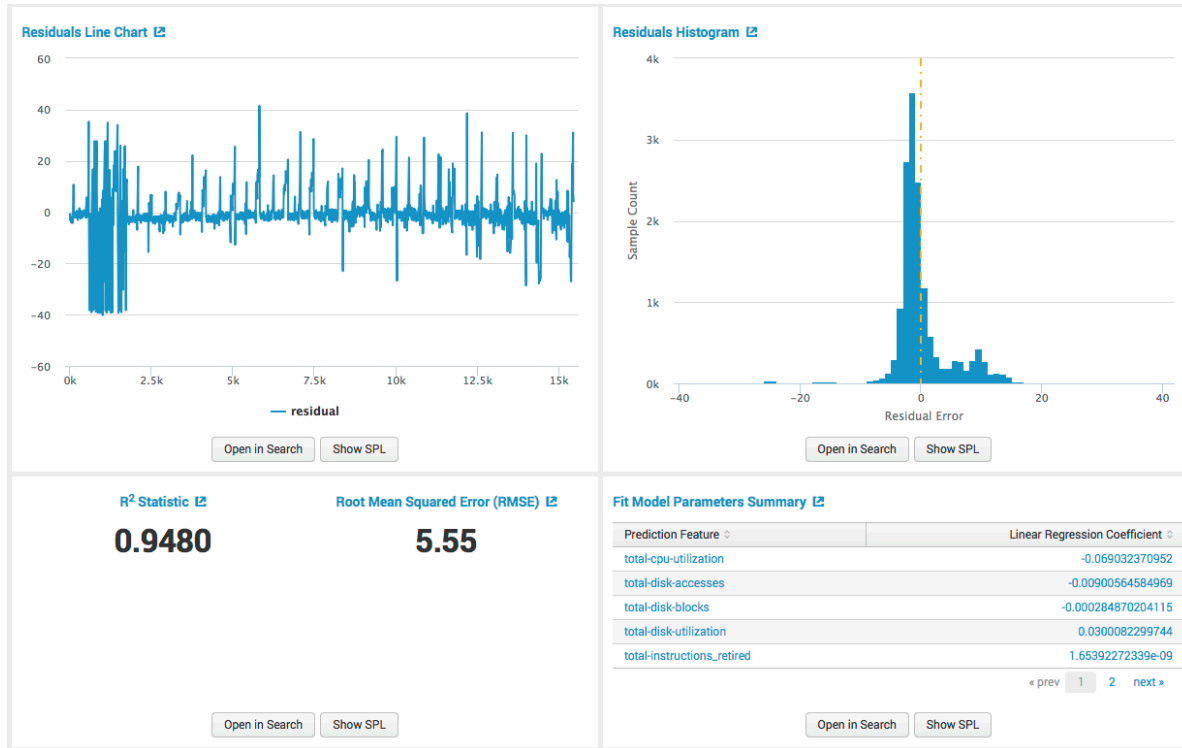 Residuals Line Chart
60
40
20
0
−20
−40
−60
0k 2.5k 5k 7.5k 10k 12.5k 15k
residual
Open in Search Show SPL
Residuals Histogram
4k
3k
2k
1k
0k
Sample Count
−40 −20 0 20 40
Residual Error
Open in Search Show SPL
R² Statistic
0.9480
Root Mean Squared Error (RMSE)
5.55
Open in Search Show SPL
Fit Model Parameters Summary
Prediction Feature Linear Regression Coefficient
total-cpu-utilization -0.069032370952
total-disk-accesses -0.00900564584969
total-disk-blocks -0.000284870204115
total-disk-utilization 0.0300082299744
total-instructions_retired 1.65392272339e-09
« prev 1 2 next »
Open in Search Show SPL